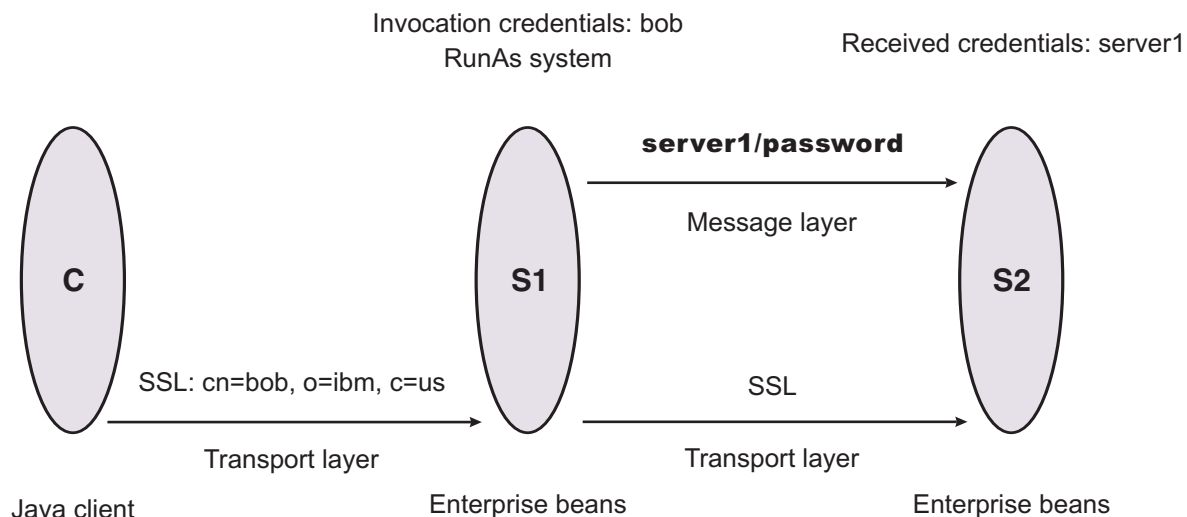 Invocation credentials: bob
RunAs system
Received credentials: server1
server1/password
Message layer
C
S1
S2
SSL: cn=bob, o=ibm, c=us
SSL
Transport layer
Transport layer
Java client
Enterprise beans
Enterprise beans